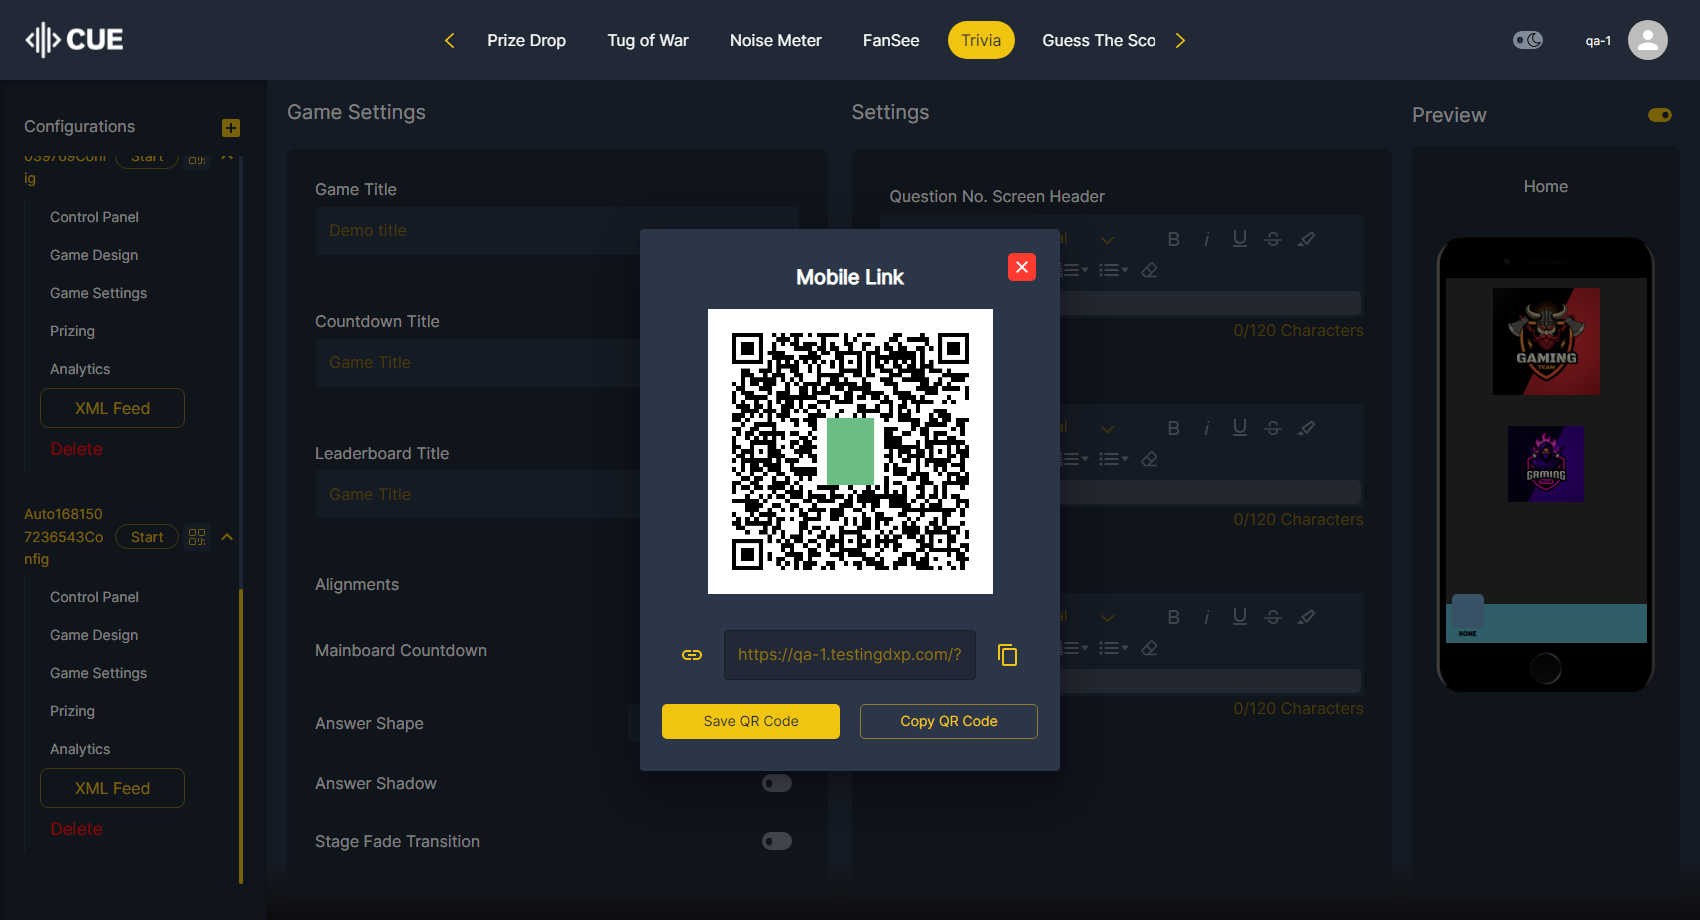 CUE
Prize Drop
Tug of War
Noise Meter
FanSee
Trivia
Guess The Sco
qa-1
Configurations
039769Conf
ig
Start
Control Panel
Game Design
Game Settings
Prizing
Analytics
XML Feed
Delete
Auto168150
7236543Co
nfig
Start
Control Panel
Game Design
Game Settings
Prizing
Analytics
XML Feed
Delete
Game Settings
Game Title
Demo title
Countdown Title
Game Title
Leaderboard Title
Game Title
Alignments
Mainboard Countdown
Answer Shape
Answer Shadow
Stage Fade Transition
Mobile Link
https://qa-1.testingdxp.com/?
Save QR Code
Copy QR Code
Settings
Question No. Screen Header
al
B i U S
0/120 Characters
al
B i U S
0/120 Characters
al
B i U S
0/120 Characters
Preview
Home
GAMING
TEAM
GAMING
HOME